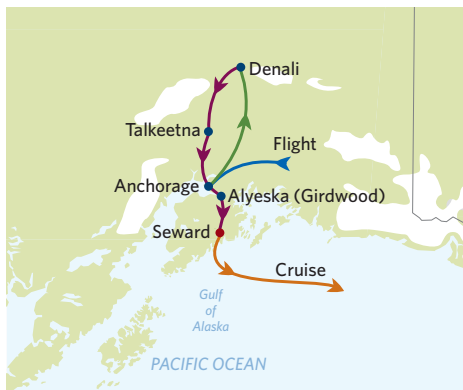 Denali
Talkeetna
Flight
Anchorage
Alyeska (Girdwood)
Seward
Cruise
Gulf
of
Alaska
PACIFIC OCEAN